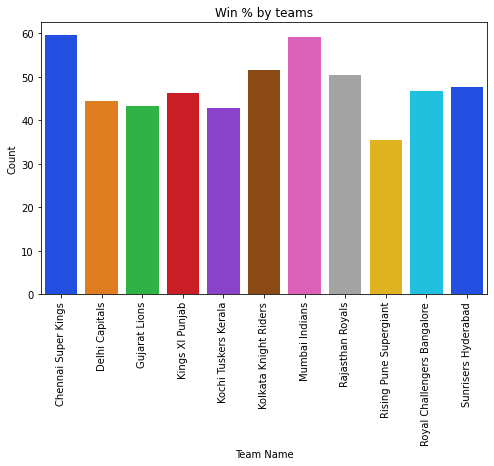 Win % by teams
60
50
40
30
20
10
0
Count
Chennai Super Kings
Delhi Capitals
Gujarat Lions
Kings XI Punjab
Kochi Tuskers Kerala
Kolkata Knight Riders
Mumbai Indians
Rajasthan Royals
Rising Pune Supergiant
Royal Challengers Bangalore
Sunrisers Hyderabad
Team Name